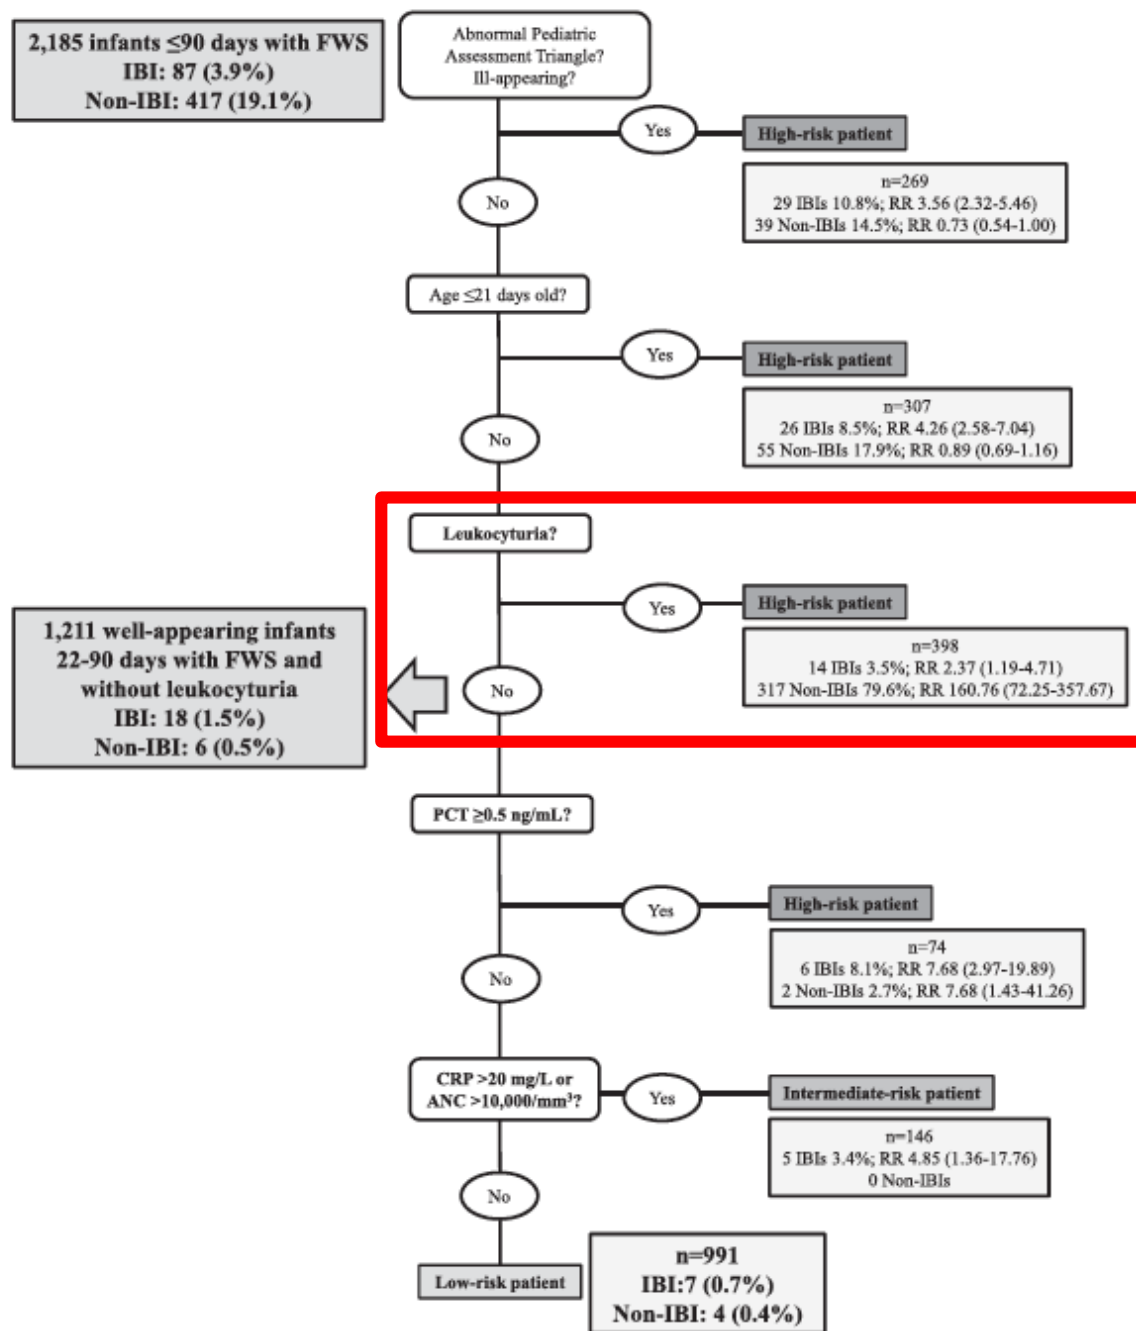 2,185 infants ≤90 days with FWS
IBI: 87 (3.9%)
Non-IBI: 417 (19.1%)
Abnormal Pediatric
Assessment Triangle?
Ill-appearing?
Yes
High-risk patient
n=269
29 IBIs 10.8%; RR 3.56 (2.32-5.46)
39 Non-IBIs 14.5%; RR 0.73 (0.54-1.00)
No
Age ≤21 days old?
Yes
High-risk patient
n=307
26 IBIs 8.5%; RR 4.26 (2.58-7.04)
55 Non-IBIs 17.9%; RR 0.89 (0.69-1.16)
No
Leukocyturia?
Yes
High-risk patient
n=398
14 IBIs 3.5%; RR 2.37 (1.19-4.71)
317 Non-IBIs 79.6%; RR 160.76 (72.25-357.67)
No
1,211 well-appearing infants
22-90 days with FWS and
without leukocyturia
IBI: 18 (1.5%)
Non-IBI: 6 (0.5%)
PCT ≥0.5 ng/mL?
Yes
High-risk patient
n=74
6 IBIs 8.1%; RR 7.68 (2.97-19.89)
2 Non-IBIs 2.7%; RR 7.68 (1.43-41.26)
No
CRP >20 mg/L or
ANC >10,000/mm³?
Yes
Intermediate-risk patient
n=146
5 IBIs 3.4%; RR 4.85 (1.36-17.76)
0 Non-IBIs
No
Low-risk patient
n=991
IBI:7 (0.7%)
Non-IBI: 4 (0.4%)